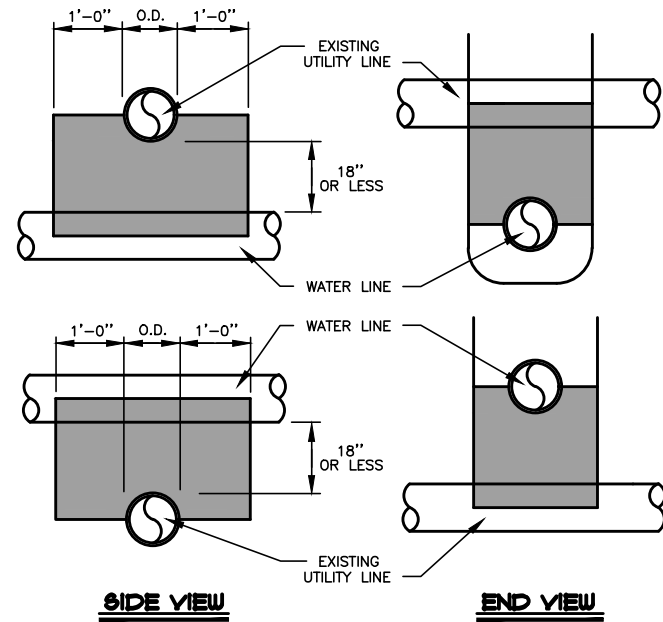 1'-0" O.D. 1'-0"
EXISTING
UTILITY LINE
18"
OR LESS
WATER LINE
1'-0" O.D. 1'-0"
WATER LINE
18"
OR LESS
EXISTING
UTILITY LINE
SIDE VIEW
END VIEW